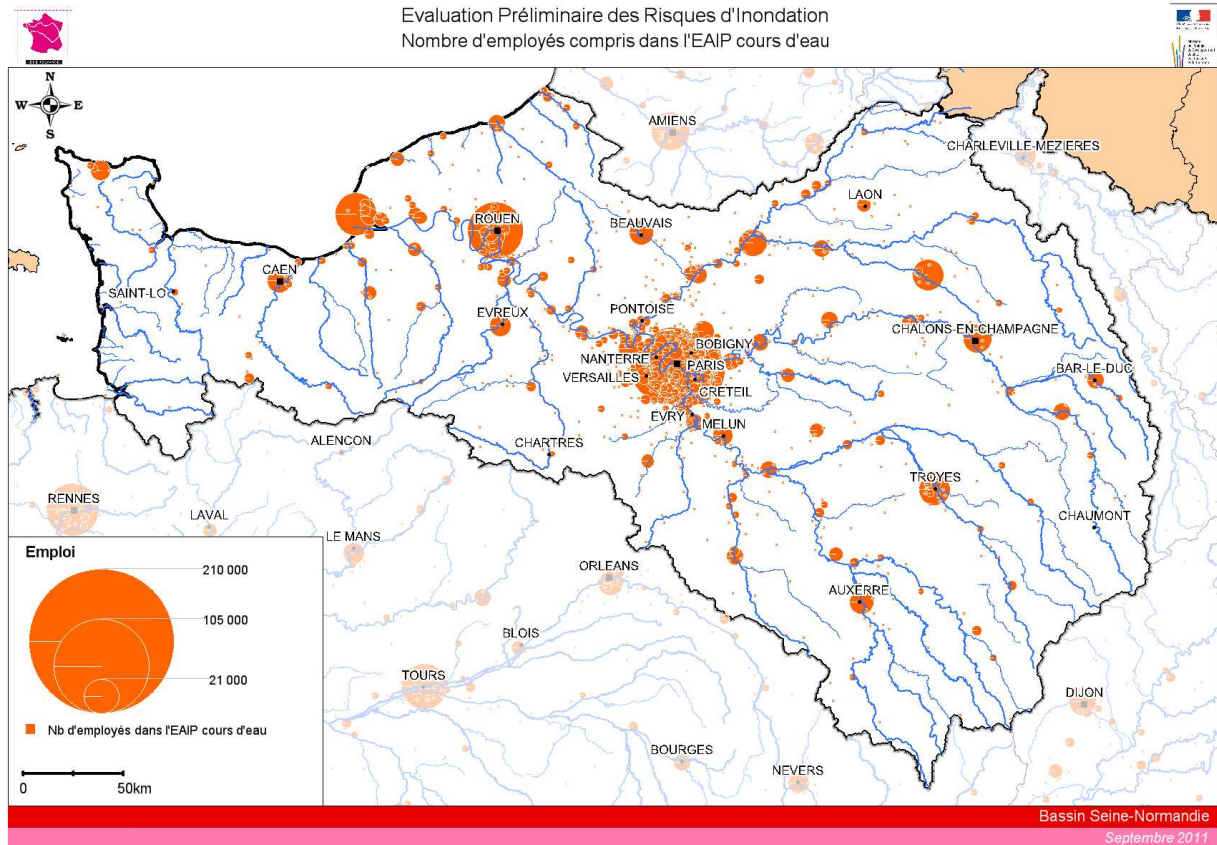 Evaluation Préliminaire des Risques d'Inondation
Nombre d'employés compris dans l'EAIP cours d'eau
N
W E
S
AMIENS
CHARLEVILLE-MEZIERES
LAON
ROUEN
BEAUVAIS
CAEN
SAINT-LO
EVREUX
PONTOISE
CHALONS-EN-CHAMPAGNE
NANTERRE
BOBIGNY
PARIS
VERSAILLES
BAR-LE-DUC
CRETEIL
EVRY
MELUN
ALENCON
CHARTRES
TROYES
RENNES
LAVAL
CHAUMONT
LE MANS
ORLEANS
AUXERRE
BLOIS
TOURS
DIJON
BOURGES
NEVERS
Emploi
210 000
105 000
21 000
Nb d'employés dans l'EAIP cours d'eau
0 50km
Bassin Seine-Normandie
Septembre 2011